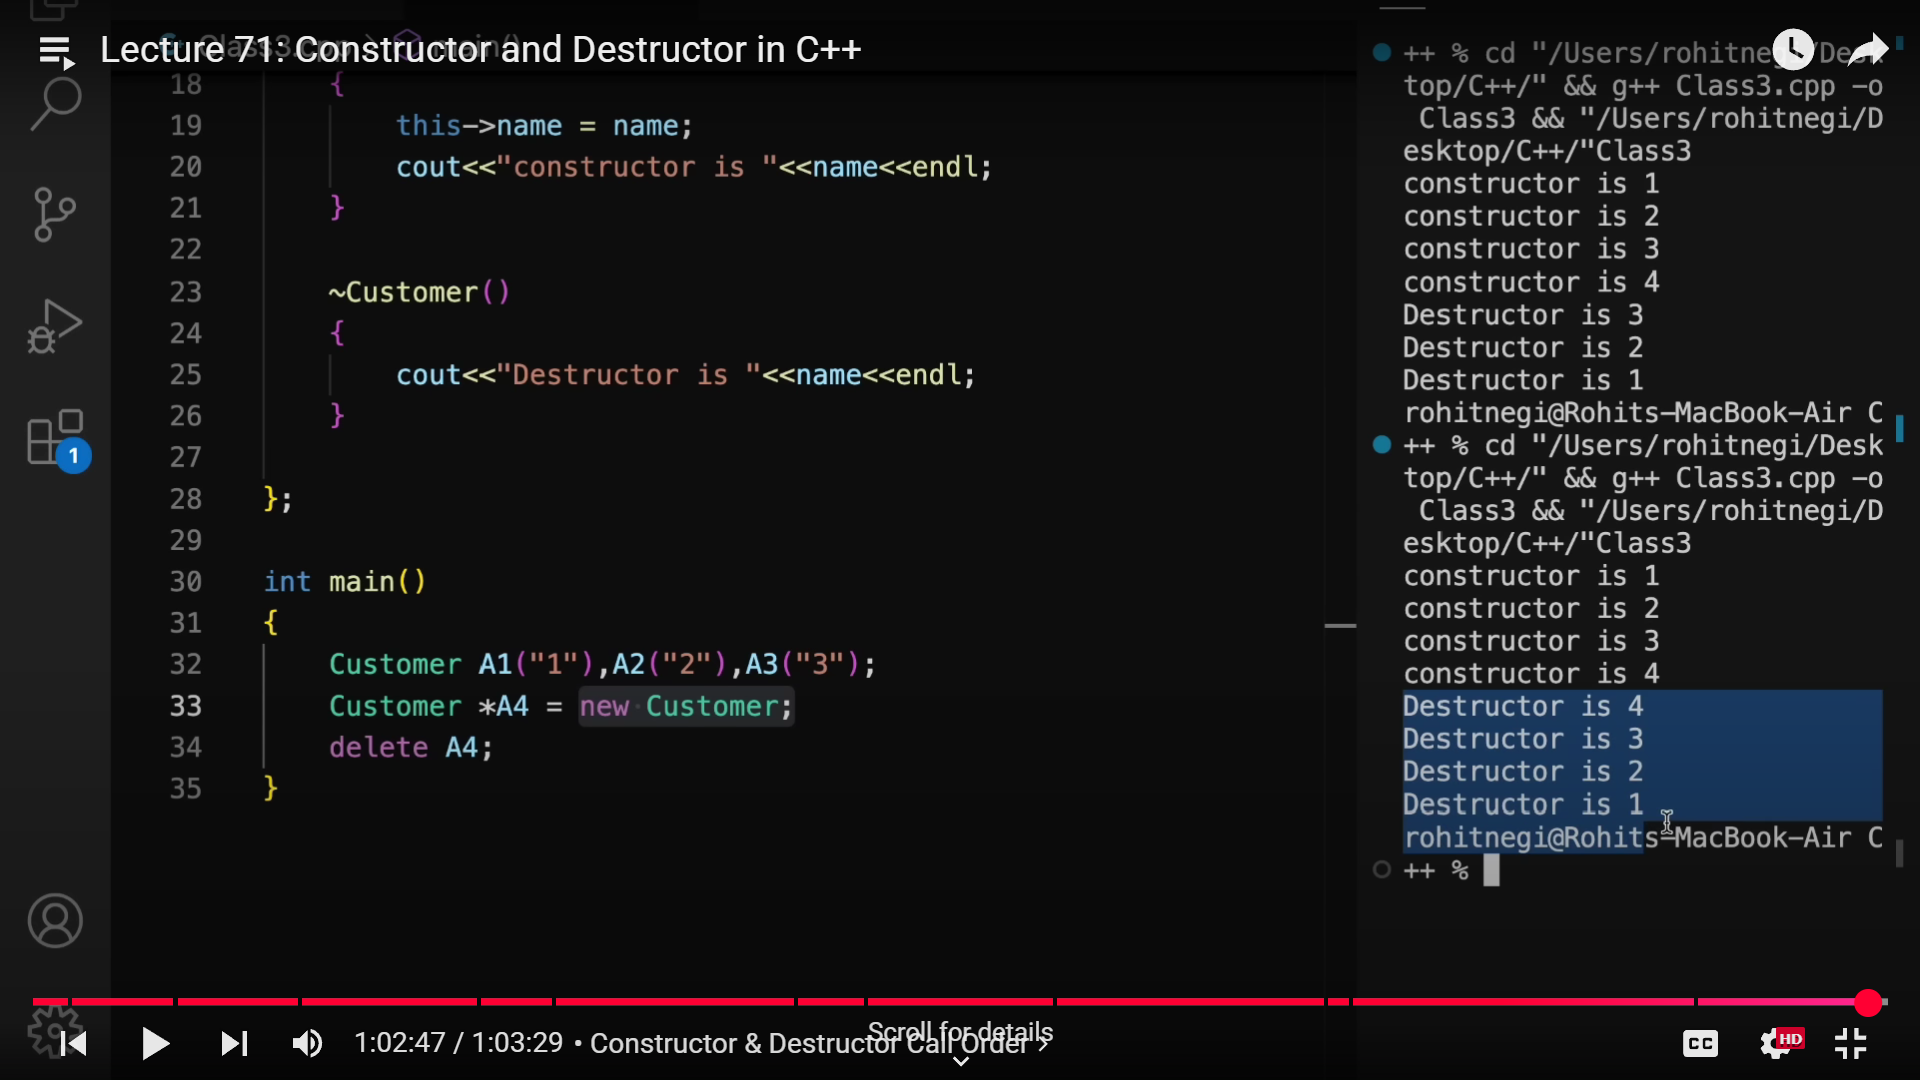 Lecture 71: Constructor and Destructor in C++
18 {
19 this->name = name;
20 cout<<"constructor is "<<name<<endl;
21 }
22
23 ~Customer()
24 {
25 cout<<"Destructor is "<<name<<endl;
26 }
27
28 };
29
30 int main()
31 {
32 Customer A1("1"),A2("2"),A3("3");
33 Customer *A4 = new Customer;
34 delete A4;
35 }
1
++ % cd "/Users/rohitnegi/Desk
top/C++/" && g++ Class3.cpp -o
Class3 && "/Users/rohitnegi/D
esktop/C++/"Class3
constructor is 1
constructor is 2
constructor is 3
constructor is 4
Destructor is 3
Destructor is 2
Destructor is 1
rohitnegi@Rohits-MacBook-Air C
++ % cd "/Users/rohitnegi/Desk
top/C++/" && g++ Class3.cpp -o
Class3 && "/Users/rohitnegi/D
esktop/C++/"Class3
constructor is 1
constructor is 2
constructor is 3
constructor is 4
Destructor is 4
Destructor is 3
Destructor is 2
Destructor is 1
rohitnegi@Rohits-MacBook-Air C
++ %
Scroll for details
1:02:47 / 1:03:29 • Constructor & Destructor Call Order
CC
HD